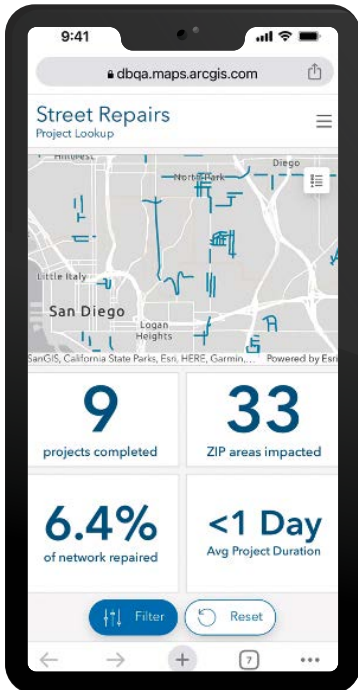 9:41
dbqa.maps.arcgis.com
Street Repairs
Project Lookup
Hillcrest
North Park
Diego
Little Italy
San Diego
Logan
Heights
SanGIS, California State Parks, Esri, HERE, Garmin,... Powered by Esri
9
projects completed
33
ZIP areas impacted
6.4%
of network repaired
<1 Day
Avg Project Duration
Filter
Reset
7